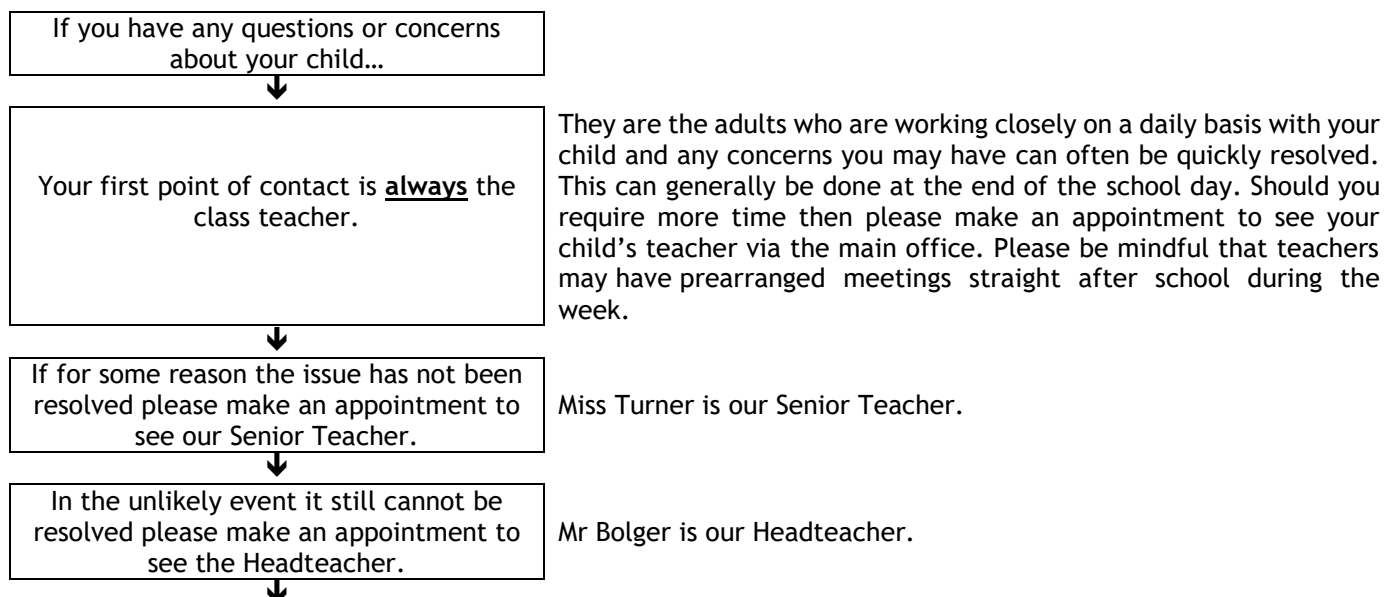 If you have any questions or concerns
about your child…
Your first point of contact is always the
class teacher.
They are the adults who are working closely on a daily basis with your
child and any concerns you may have can often be quickly resolved.
This can generally be done at the end of the school day. Should you
require more time then please make an appointment to see your
child’s teacher via the main office. Please be mindful that teachers
may have prearranged meetings straight after school during the
week.
If for some reason the issue has not been
resolved please make an appointment to
see our Senior Teacher.
Miss Turner is our Senior Teacher.
In the unlikely event it still cannot be
resolved please make an appointment to
see the Headteacher.
Mr Bolger is our Headteacher.